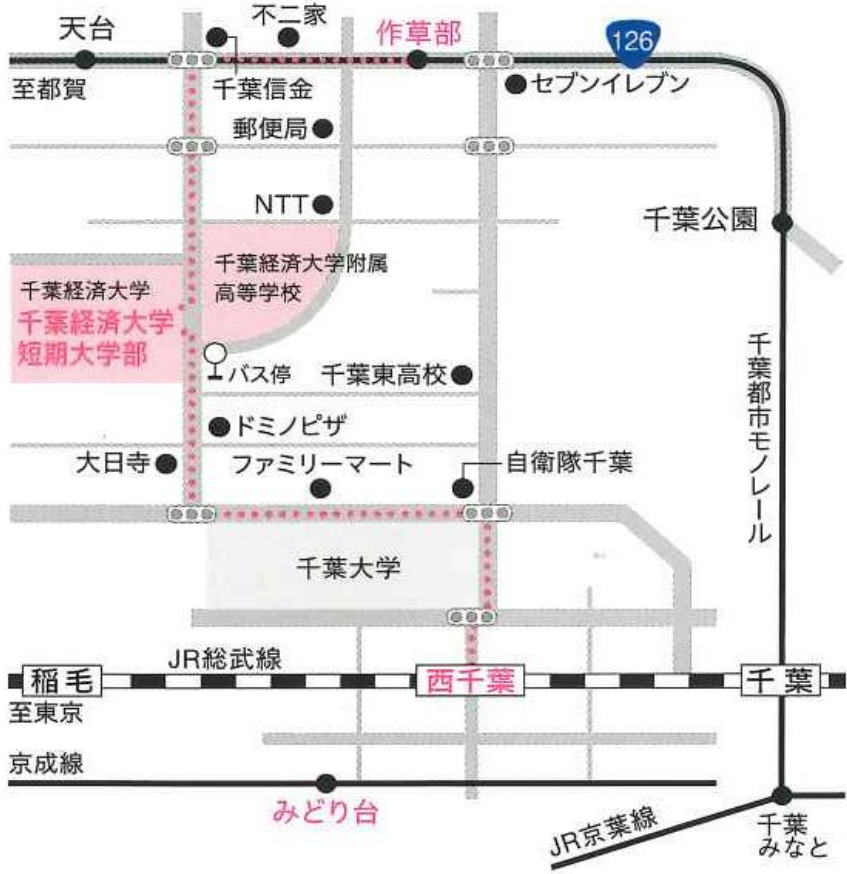 不二家
天台
作草部
126
至都賀
千葉信金
セブンイレブン
郵便局
NTT
千葉公園
千葉経済大学附属
高等学校
千葉経済大学
千葉経済大学
短期大学部
バス停
千葉東高校
千葉都市モノレール
ドミノピザ
大日寺
ファミリーマート
自衛隊千葉
千葉大学
JR総武線
稲毛
西千葉
千葉
至東京
京成線
みどり台
JR京葉線
千葉
みなと